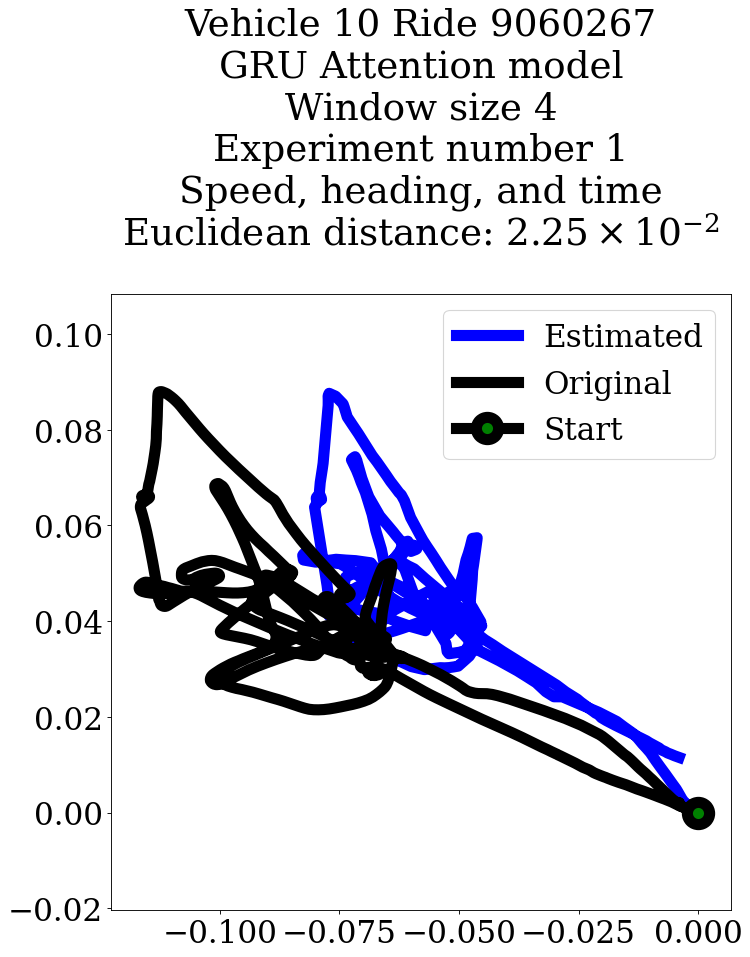 Vehicle 10 Ride 9060267
GRU Attention model
Window size 4
Experiment number 1
Speed, heading, and time
Euclidean distance: 2.25 × 10⁻²
Estimated
Original
Start
0.10
0.08
0.06
0.04
0.02
0.00
−0.02
−0.100 −0.075 −0.050 −0.025 0.000